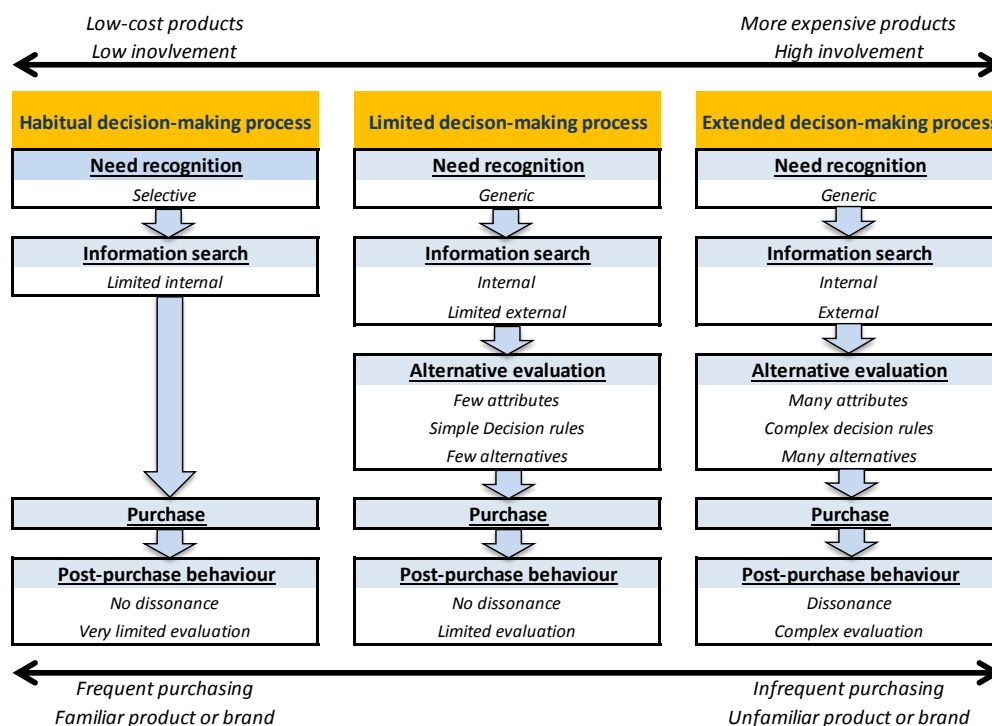 Low-cost products
Low inovlvement
More expensive products
High involvement
Habitual decision-making process
Need recognition
Selective
Information search
Limited internal
Purchase
Post-purchase behaviour
No dissonance
Very limited evaluation
Limited decison-making process
Need recognition
Generic
Information search
Internal
Limited external
Alternative evaluation
Few attributes
Simple Decision rules
Few alternatives
Purchase
Post-purchase behaviour
No dissonance
Limited evaluation
Extended decison-making process
Need recognition
Generic
Information search
Internal
External
Alternative evaluation
Many attributes
Complex decision rules
Many alternatives
Purchase
Post-purchase behaviour
Dissonance
Complex evaluation
Frequent purchasing
Familiar product or brand
Infrequent purchasing
Unfamiliar product or brand